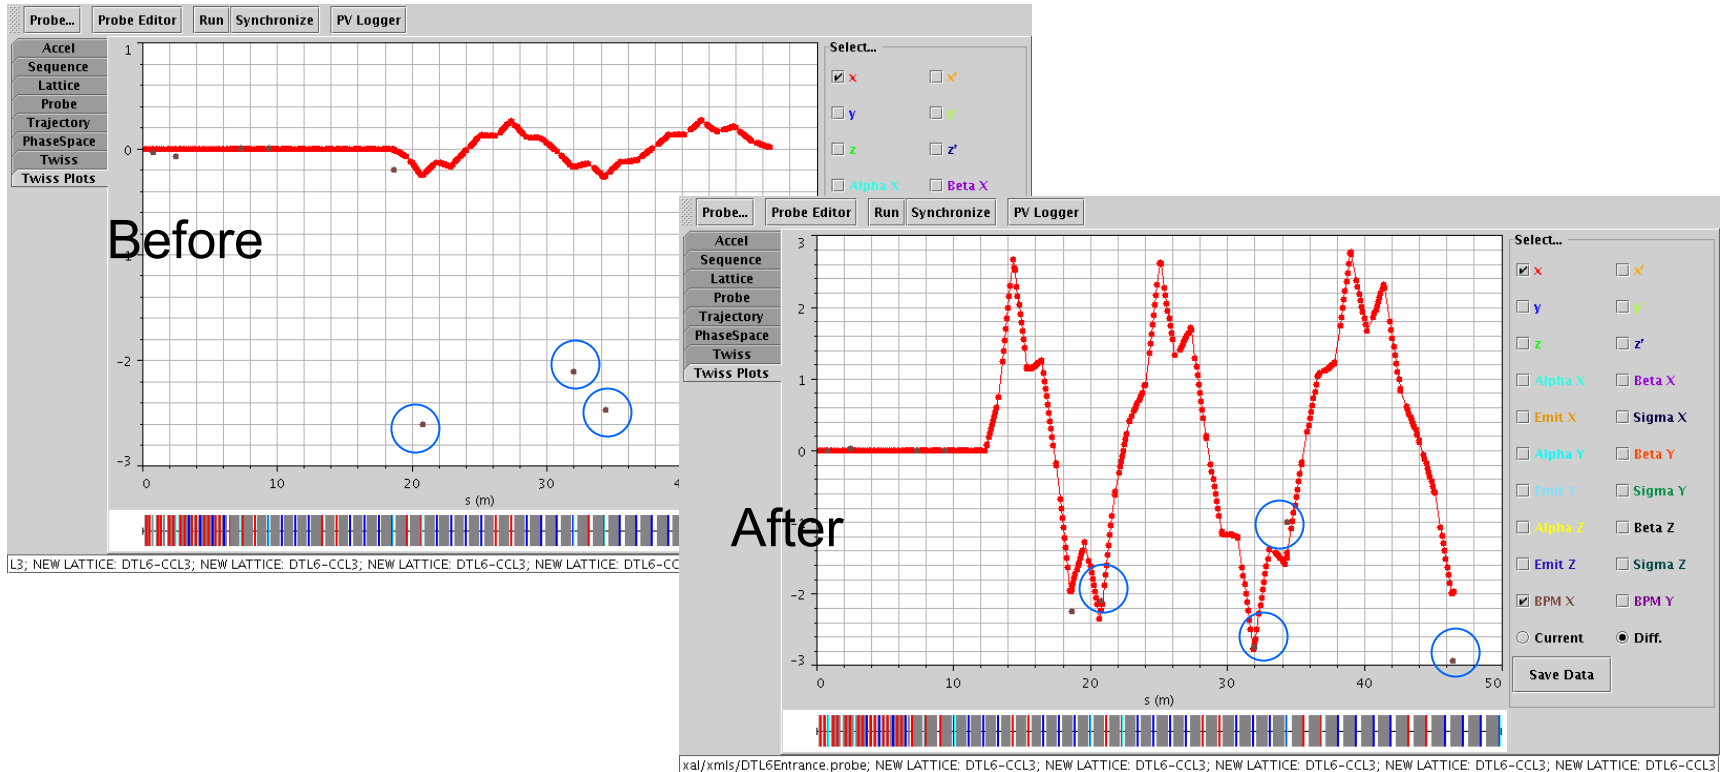 Probe... Probe Editor Run Synchronize PV Logger
Accel
Sequence
Lattice
Probe
Trajectory
PhaseSpace
Twiss
Twiss Plots
1
0
-2
-3
0 10 20 30 4
s (m)
Before
Select...
x x'
y
z z'
Alpha X Beta X
L3; NEW LATTICE: DTL6-CCL3; NEW LATTICE: DTL6-CCL3; NEW LATTICE: DTL6-CCL3; NEW LATTICE: DTL6-CC
Probe... Probe Editor Run Synchronize PV Logger
Accel
Sequence
Lattice
Probe
Trajectory
PhaseSpace
Twiss
Twiss Plots
3
2
1
0
-2
-3
0 10 20 30 40 50
s (m)
After
Select...
x x'
y y'
z z'
Alpha X Beta X
Emit X Sigma X
Alpha Y Beta Y
Emit Y Sigma Y
Alpha Z Beta Z
Emit Z Sigma Z
BPM X BPM Y
Current Diff.
Save Data
xal/xmls/DTL6Entrance.probe; NEW LATTICE: DTL6-CCL3; NEW LATTICE: DTL6-CCL3; NEW LATTICE: DTL6-CCL3; NEW LATTICE: DTL6-CCL3